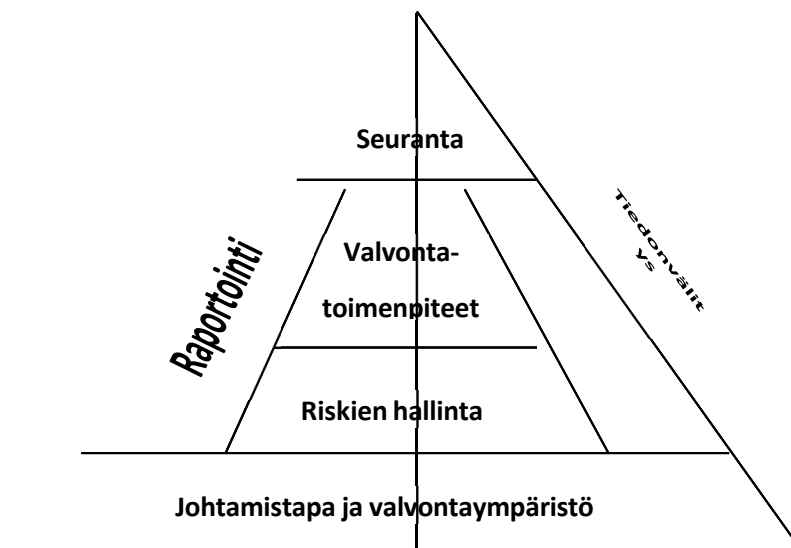 Seuranta
Raportointi
Tiedonvälit
ys
Valvonta-
toimenpiteet
Riskien hallinta
Johtamistapa ja valvontaympäristö